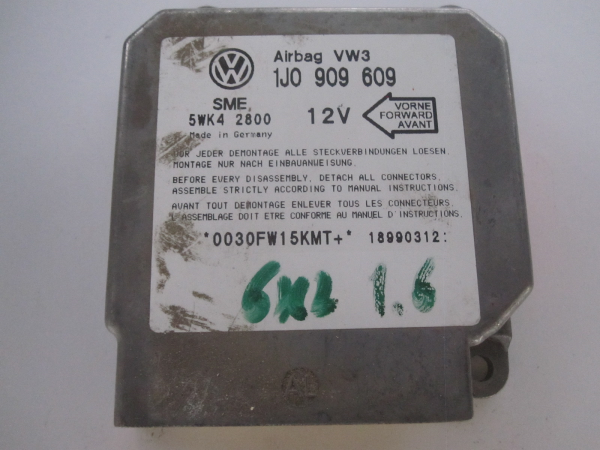 Airbag VW3
1J0 909 609
SME
5WK4 2800
Made in Germany
12V
VORNE
FORWARD
AVANT
VOR JEDER DEMONTAGE ALLE STECKVERBINDUNGEN LOESEN.
MONTAGE NUR NACH EINBAUANWEISUNG.
BEFORE EVERY DISASSEMBLY, DETACH ALL CONNECTORS.
ASSEMBLE STRICTLY ACCORDING TO MANUAL INSTRUCTIONS.
AVANT TOUT DEMONTAGE ENLEVER TOUS LES CONNECTEURS.
L'ASSEMBLAGE DOIT ETRE CONFORME AU MANUEL D'INSTRUCTIONS.
*0030FW15KMT+* 18990312:
1.6